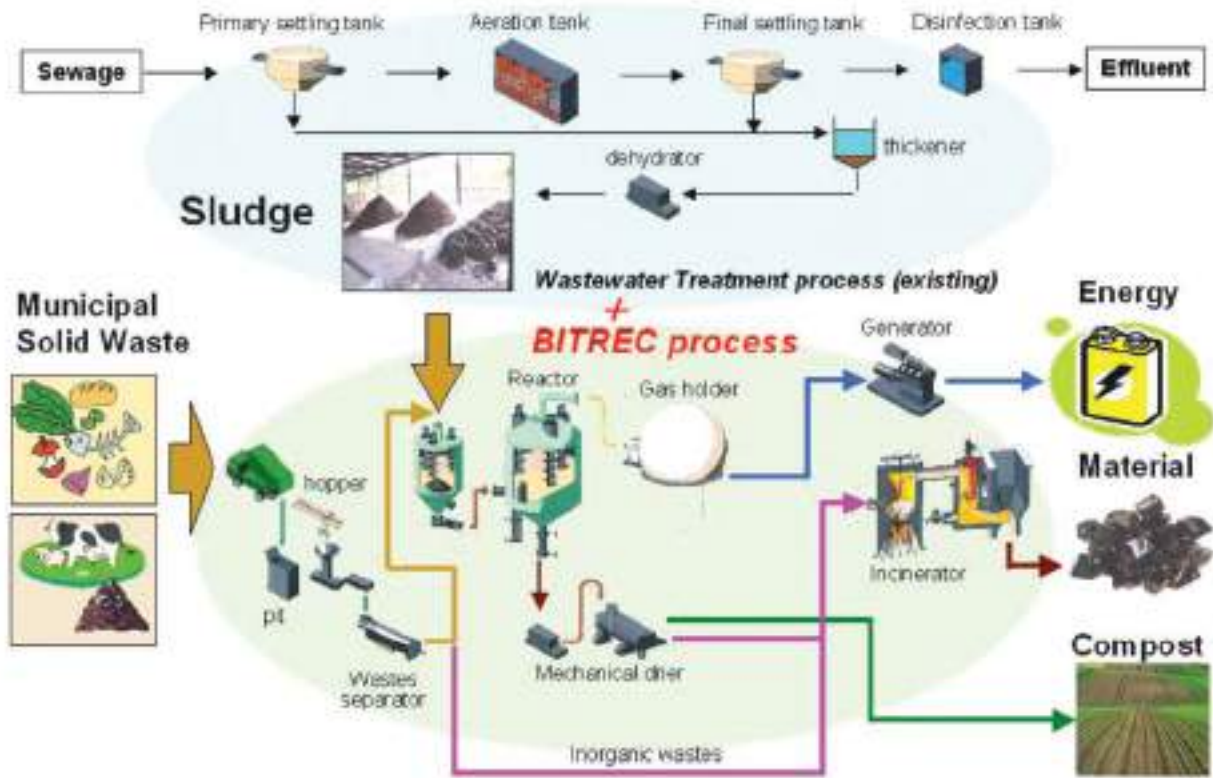 Primary settling tank
Aeration tank
Final settling tank
Disinfection tank
Sewage
Effluent
thickener
dehydrator
Sludge
Wastewater Treatment process (existing)
+
BITREC process
Municipal
Solid Waste
Energy
Generator
Reactor
Gas holder
Material
hopper
Incinerator
pit
Mechanical drier
Compost
Wastes
separator
Inorganic wastes